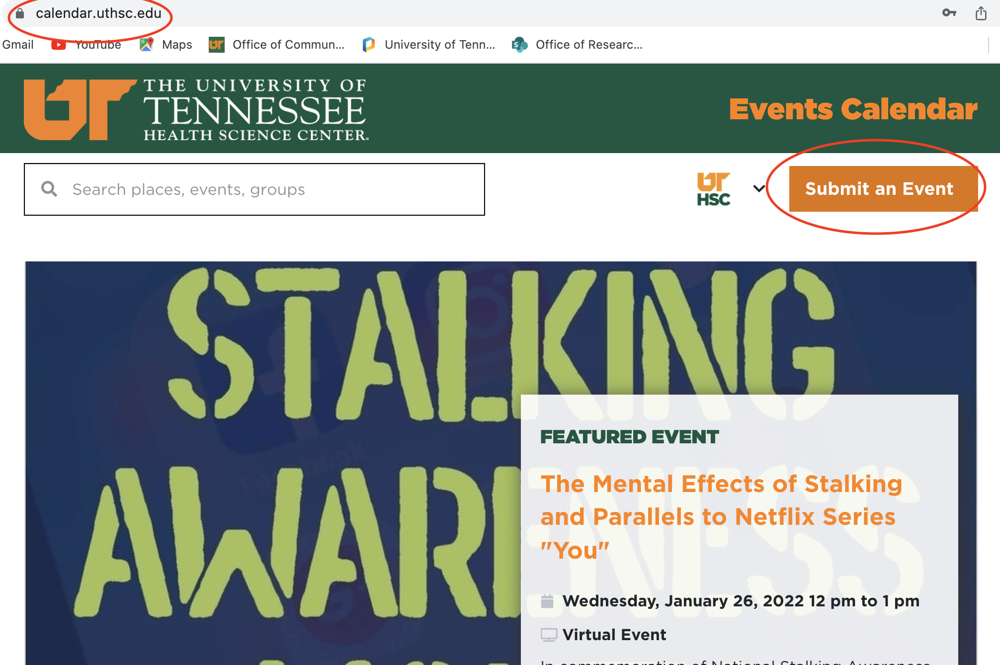 calendar.uthsc.edu
Gmail YouTube Maps Office of Commun... University of Tenn... Office of Researc...
THE UNIVERSITY OF
TENNESSEE
HEALTH SCIENCE CENTER.
Events Calendar
Search places, events, groups
UT
HSC
Submit an Event
STALKING
AWARENESS
Facebook
FEATURED EVENT
The Mental Effects of Stalking
and Parallels to Netflix Series
"You"
Wednesday, January 26, 2022 12 pm to 1 pm
Virtual Event
In commemoration of National Stalking Awareness